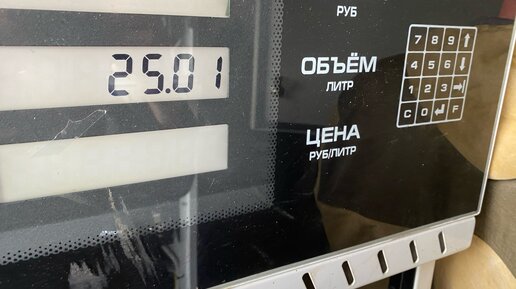 РУБ
25.01
ОБЪЁМ
ЛИТР
7 8 9 ↑
4 5 6 ↓
1 2 3 →|
C 0 ↵ F
ЦЕНА
РУБ/ЛИТР